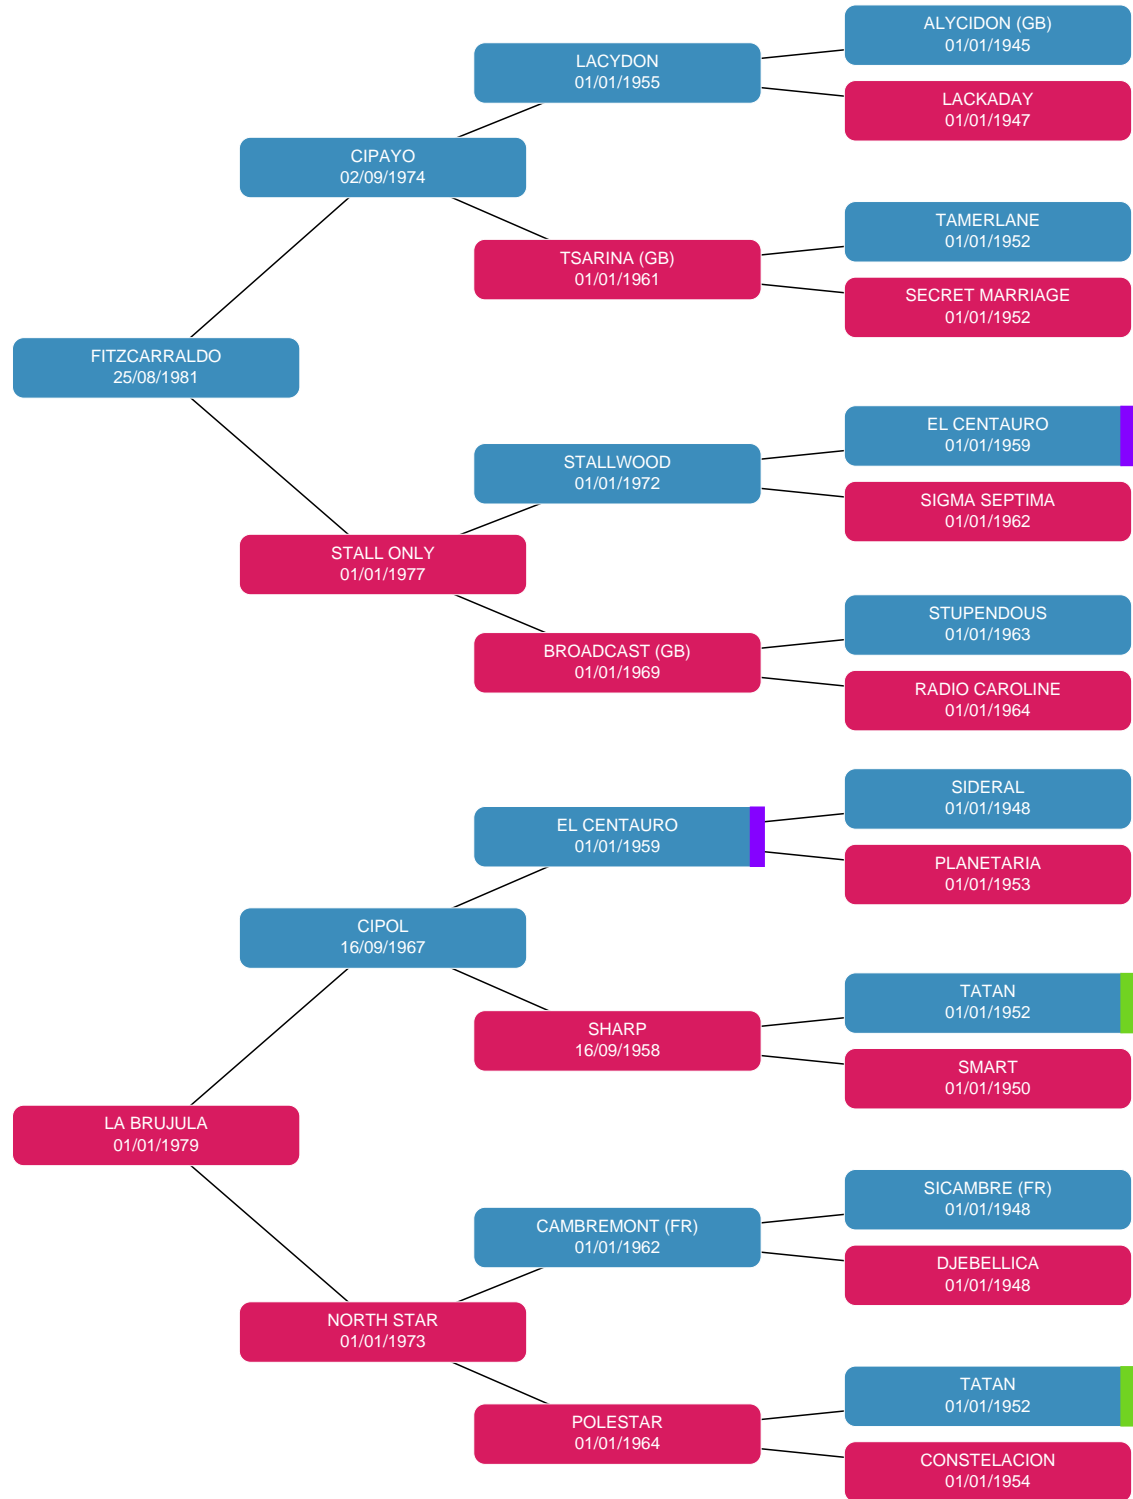 ALYCIDON (GB)
01/01/1945
LACYDON
01/01/1955
LACKADAY
01/01/1947
CIPAYO
02/09/1974
TAMERLANE
01/01/1952
TSARINA (GB)
01/01/1961
SECRET MARRIAGE
01/01/1952
FITZCARRALDO
25/08/1981
EL CENTAURO
01/01/1959
STALLWOOD
01/01/1972
SIGMA SEPTIMA
01/01/1962
STALL ONLY
01/01/1977
STUPENDOUS
01/01/1963
BROADCAST (GB)
01/01/1969
RADIO CAROLINE
01/01/1964
SIDERAL
01/01/1948
EL CENTAURO
01/01/1959
PLANETARIA
01/01/1953
CIPOL
16/09/1967
TATAN
01/01/1952
SHARP
16/09/1958
SMART
01/01/1950
LA BRUJULA
01/01/1979
SICAMBRE (FR)
01/01/1948
CAMBREMONT (FR)
01/01/1962
DJEBELLICA
01/01/1948
NORTH STAR
01/01/1973
TATAN
01/01/1952
POLESTAR
01/01/1964
CONSTELACION
01/01/1954